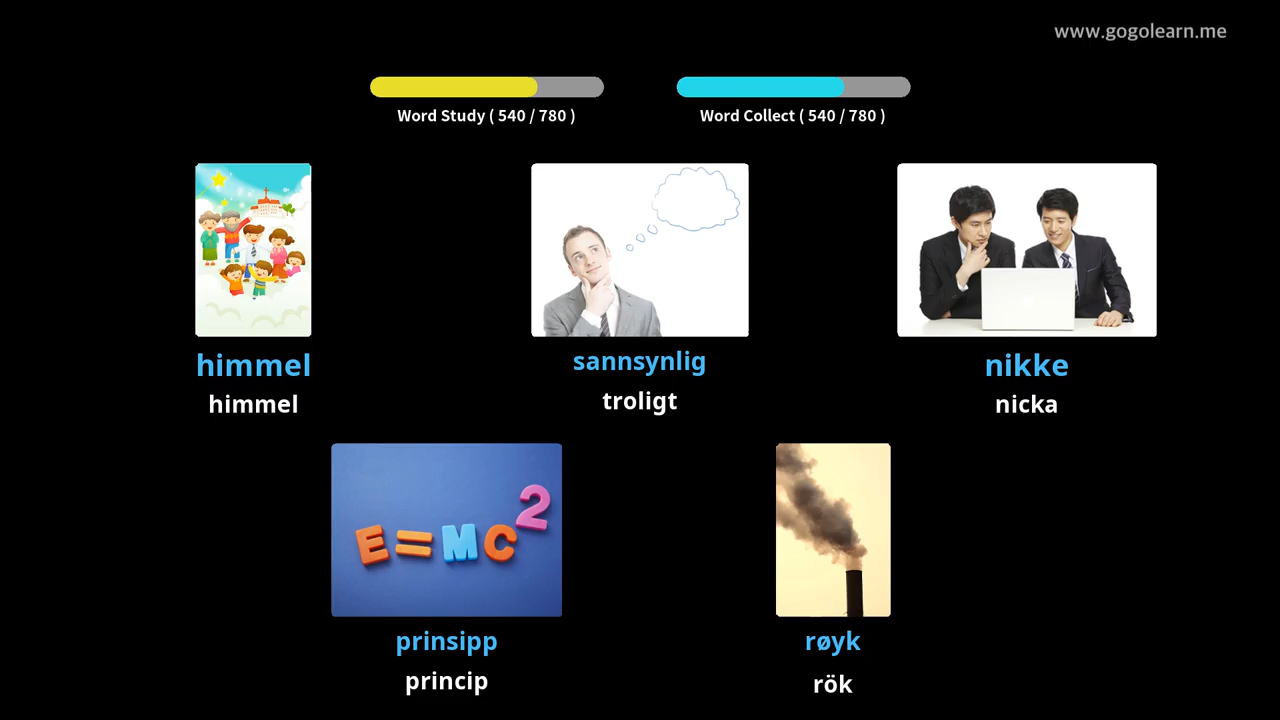 www.gogolearn.me
Word Study ( 540 / 780 )
Word Collect ( 540 / 780 )
himmel
himmel
sannsynlig
troligt
nikke
nicka
E=MC2
prinsipp
princip
røyk
rök